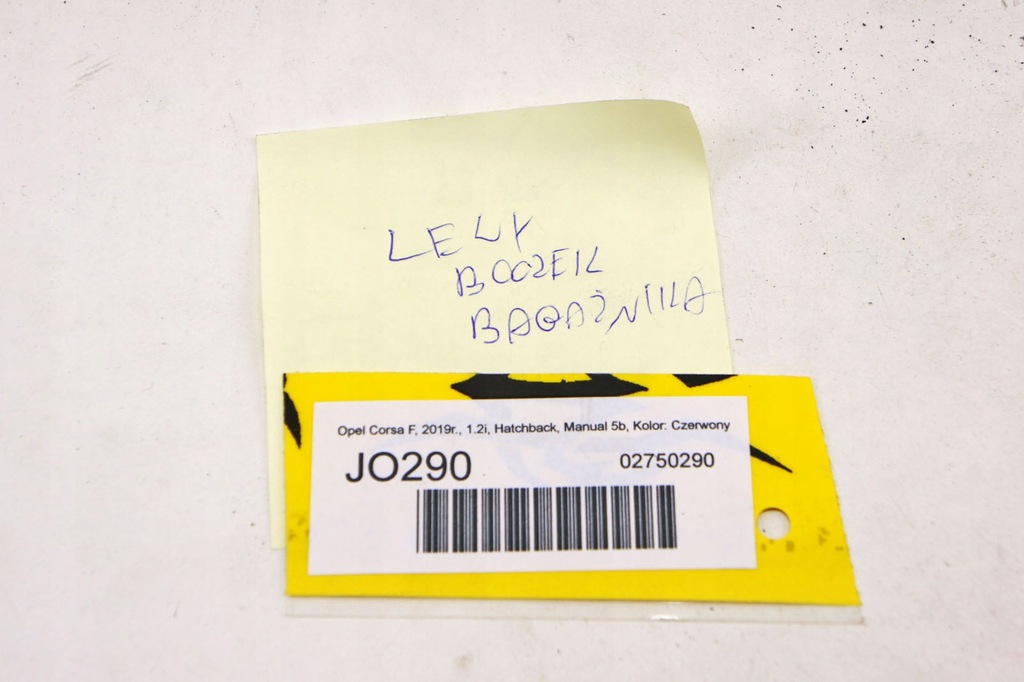 LEWY
BOCZEK
BAGAŻNIKA
Opel Corsa F, 2019r., 1.2i, Hatchback, Manual 5b, Kolor: Czerwony
JO290
02750290